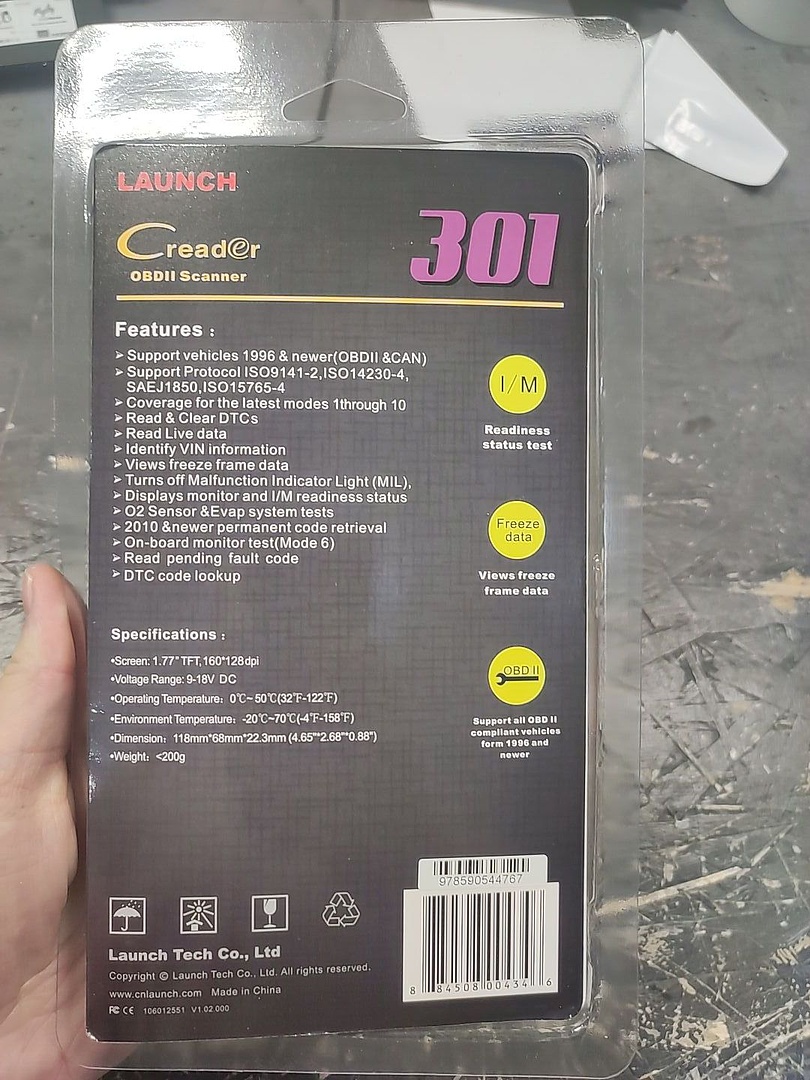 LAUNCH
Creader
301
OBDII Scanner
Features :
➢ Support vehicles 1996 & newer(OBDII &CAN)
➢ Support Protocol ISO9141-2,ISO14230-4,
SAEJ1850,ISO15765-4
➢ Coverage for the latest modes 1through 10
➢ Read & Clear DTCs
➢ Read Live data
➢ Identify VIN information
➢ Views freeze frame data
➢ Turns off Malfunction Indicator Light (MIL),
➢ Displays monitor and I/M readiness status
➢ O2 Sensor &Evap system tests
➢ 2010 &newer permanent code retrieval
➢ On-board monitor test(Mode 6)
➢ Read pending fault code
➢ DTC code lookup
I/M
Readiness
status test
Freeze
data
Views freeze
frame data
OBD II
Support all OBD II
compliant vehicles
form 1996 and
newer
Specifications :
•Screen: 1.77" TFT,160*128dpi
•Voltage Range: 9-18V DC
•Operating Temperature: 0℃~ 50℃(32℉-122℉)
•Environment Temperature: -20℃~70℃(-4℉-158℉)
•Dimension: 118mm*68mm*22.3mm (4.65"*2.68"*0.88")
•Weight: <200g
978590544767
8 84508 00434 6
Launch Tech Co., Ltd
Copyright © Launch Tech Co., Ltd. All rights reserved.
www.cnlaunch.com Made in China
FC CE 106012551 V1.02.000